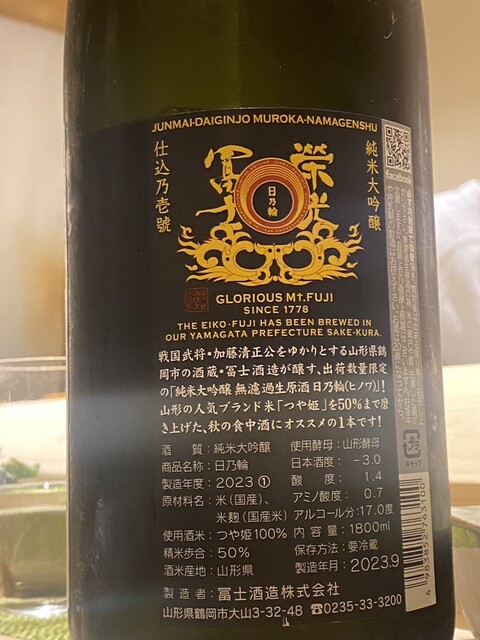 JUNMAI-DAIGINJO MUROKA-NAMAGENSHU
純米大吟醸
仕込乃壱號
榮光
冨士
日乃輪
GLORIOUS Mt.FUJI
SINCE 1778
THE EIKO-FUJI HAS BEEN BREWED IN
OUR YAMAGATA PREFECTURE SAKE-KURA.
戦国武将・加藤清正公をゆかりとする山形県鶴
岡市の酒蔵・冨士酒造が醸す、出荷数量限定
の「純米大吟醸 無濾過生原酒 日乃輪(ヒノワ)」!
山形の人気ブランド米「つや姫」を50%まで磨
き上げた、秋の食中酒にオススメの1本です!
酒質:純米大吟醸
商品名称:日乃輪
製造年度:2023①
原材料名:米(国産)、
米麹(国産米)
使用酒米:つや姫100%
精米歩合:50%
酒米産地:山形県
使用酵母:山形酵母
日本酒度:-3.0
酸度:1.4
アミノ酸度:0.7
アルコール分:17.0度
内容量:1800ml
保存方法:要冷蔵
製造年月:2023.9
製造者:冨士酒造株式会社
山形県鶴岡市大山3-32-48 ☎0235-33-3200
facebook
キャップ
4983852763100